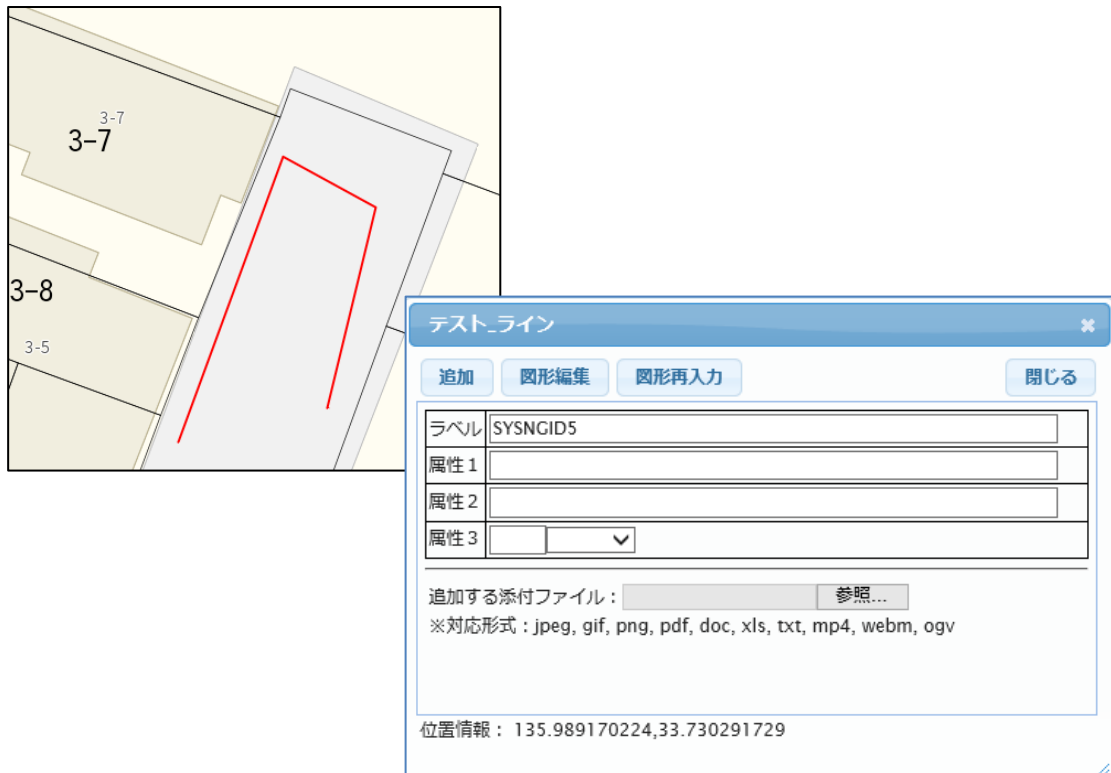 3-7
3-7
3-8
3-5
テスト_ライン
追加 図形編集 図形再入力 閉じる
ラベル SYSNGID5
属性1
属性2
属性3
追加する添付ファイル： 参照...
※対応形式：jpeg, gif, png, pdf, doc, xls, txt, mp4, webm, ogv
位置情報： 135.989170224,33.730291729